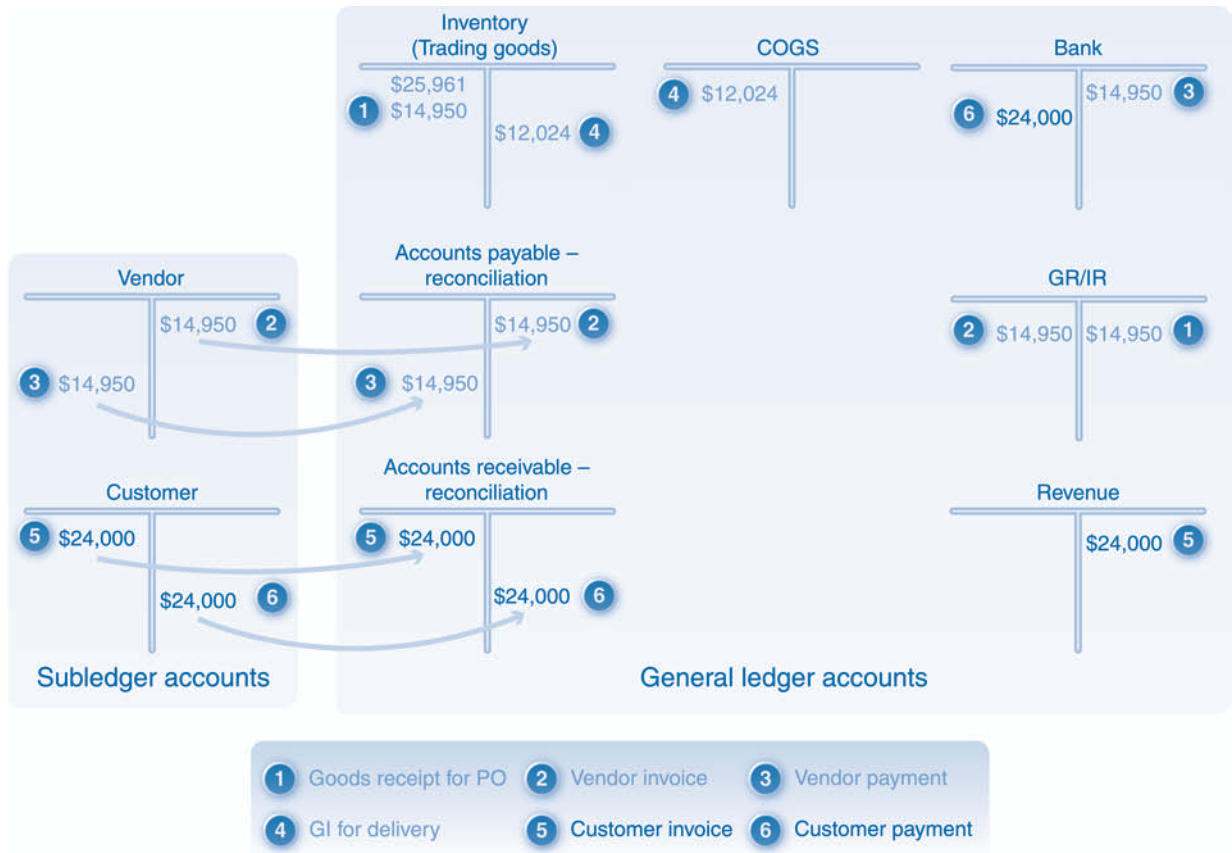 Inventory
(Trading goods)
COGS
Bank
$25,961
1 $14,950
$12,024 4
4 $12,024
$14,950 3
6 $24,000
Vendor
$14,950 2
3 $14,950
Accounts payable –
reconciliation
$14,950 2
3 $14,950
GR/IR
2 $14,950 $14,950 1
Customer
5 $24,000
$24,000 6
Accounts receivable –
reconciliation
5 $24,000
$24,000 6
Revenue
$24,000 5
Subledger accounts
General ledger accounts
1 Goods receipt for PO 2 Vendor invoice 3 Vendor payment
4 GI for delivery 5 Customer invoice 6 Customer payment